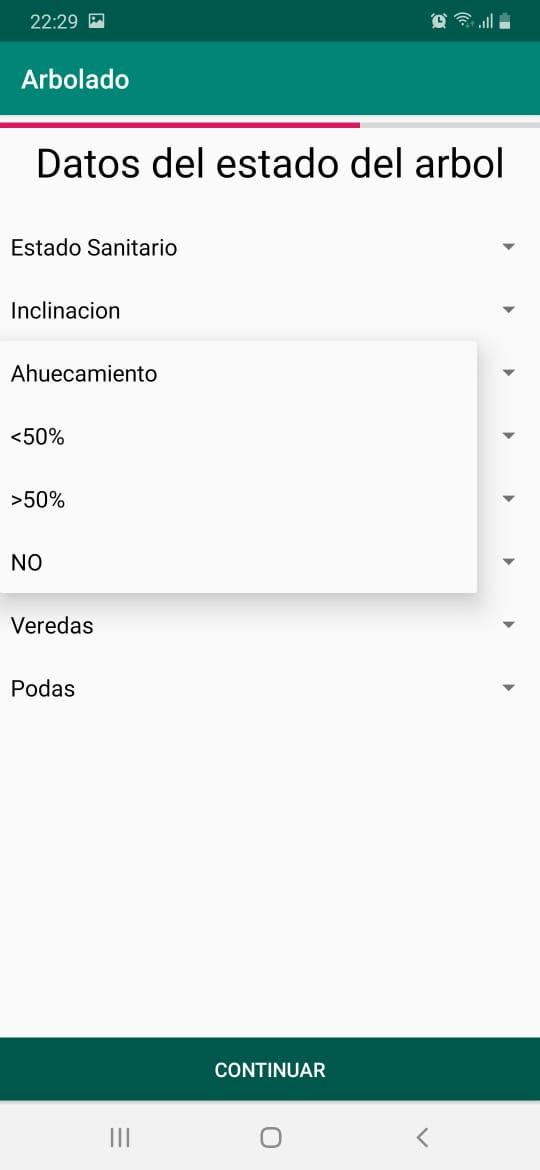 22:29
Arbolado
Datos del estado del arbol
Estado Sanitario
Inclinacion
Ahuecamiento
<50%
>50%
NO
Veredas
Podas
CONTINUAR